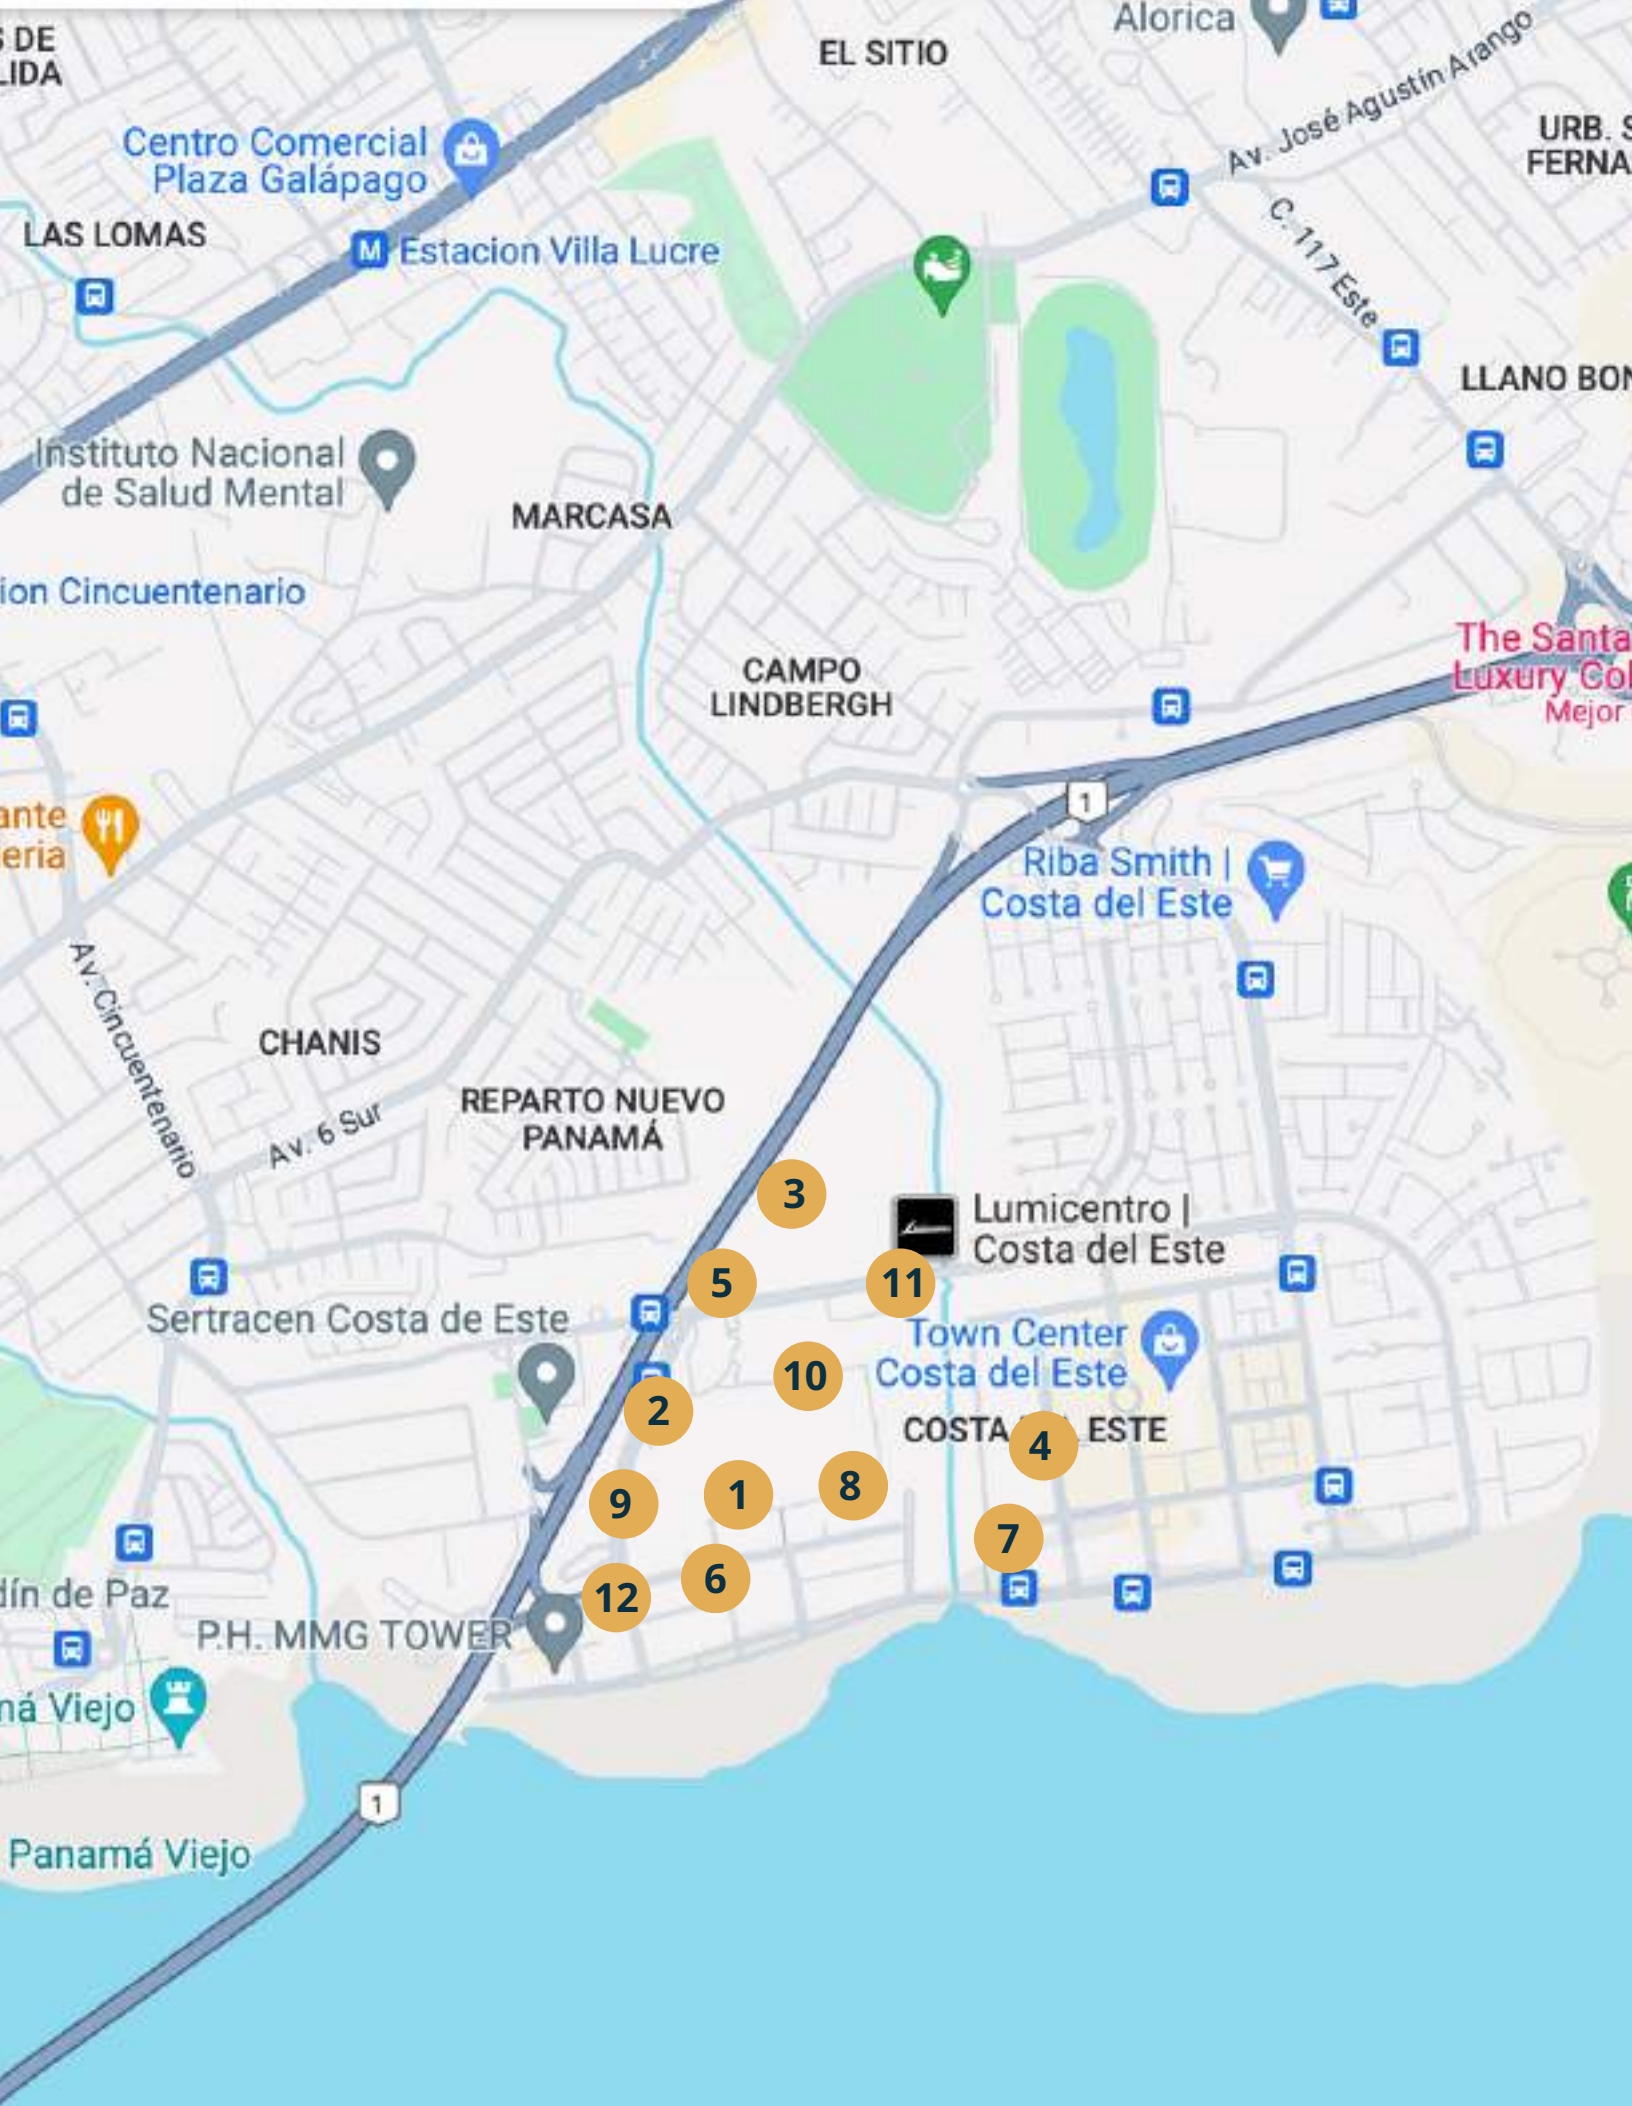 DE
LIDA
EL SITIO
Alorica
Av. José Agustín Arango
URB. S
FERNA
Centro Comercial
Plaza Galápago
LAS LOMAS
M
Estacion Villa Lucre
C. 117 Este
LLANO BON
Instituto Nacional
de Salud Mental
MARCASA
ion Cincuentenario
The Santa
Luxury Col
Mejor
CAMPO
LINDBERGH
1
ante
eria
Riba Smith |
Costa del Este
Av. Cincuentenario
CHANIS
Av. 6 Sur
REPARTO NUEVO
PANAMÁ
3
Lumicentro |
Costa del Este
5
11
Sertracen Costa de Este
Town Center
Costa del Este
10
2
COSTA
ESTE
4
9
1
8
7
6
12
dín de Paz
P.H. MMG TOWER
ná Viejo
1
Panamá Viejo